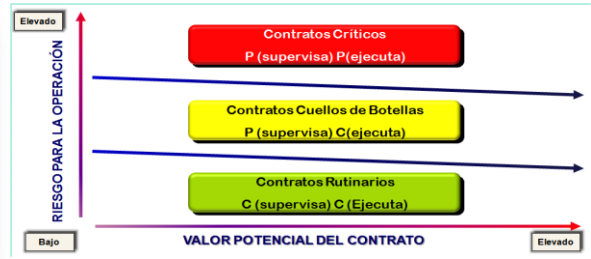 Elevado
RIESGO PARA LA OPERACIÓN
Contratos Críticos
P (supervisa) P(ejecuta)
Contratos Cuellos de Botellas
P (supervisa) C(ejecuta)
Contratos Rutinarios
C (supervisa) C (Ejecuta)
Bajo
VALOR POTENCIAL DEL CONTRATO
Elevado